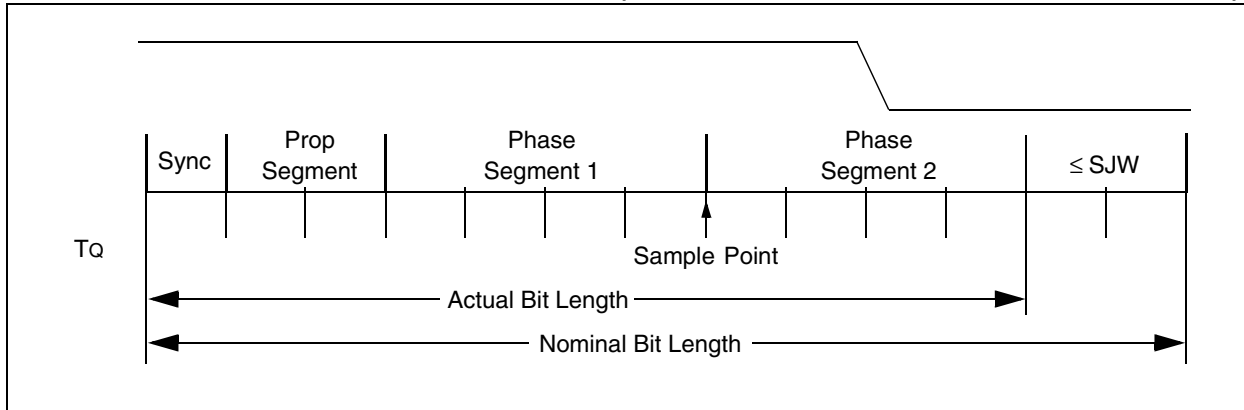 Sync
Prop
Segment
Phase
Segment 1
Phase
Segment 2
≤ SJW
TQ
Sample Point
Actual Bit Length
Nominal Bit Length